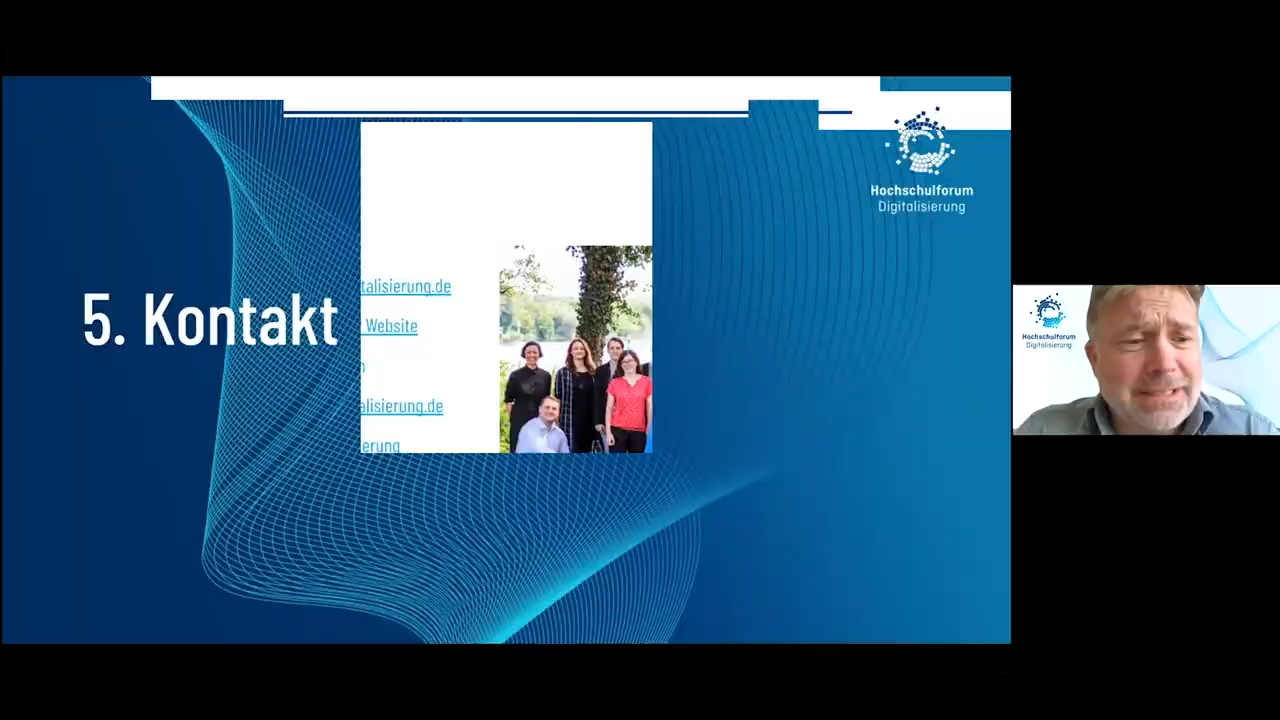 Hochschulforum
Digitalisierung
5. Kontakt
talisierung.de
Website
alisierung.de
erung
Hochschulforum
Digitalisierung